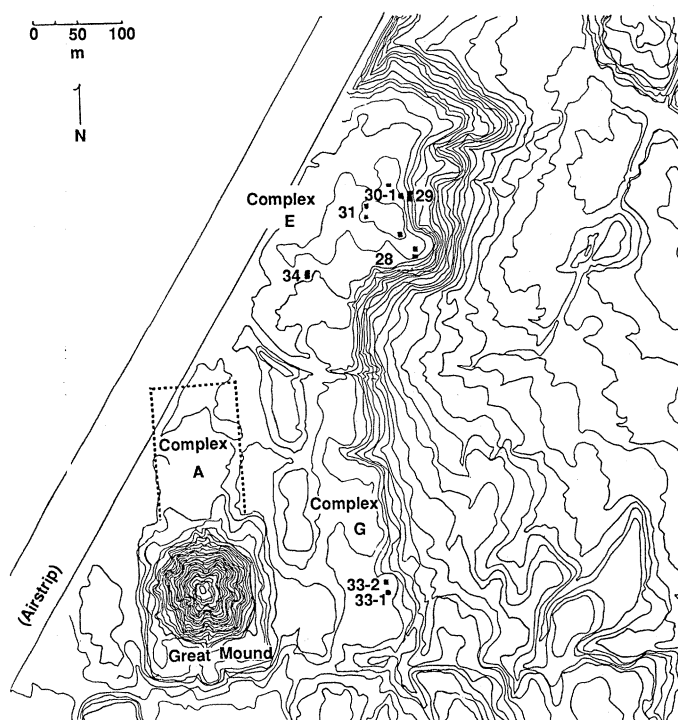 0 50 100
m
N
Complex
E
30-1
29
31
28
34
Complex
A
Complex
G
33-2
33-1
(Airstrip)
Great Mound